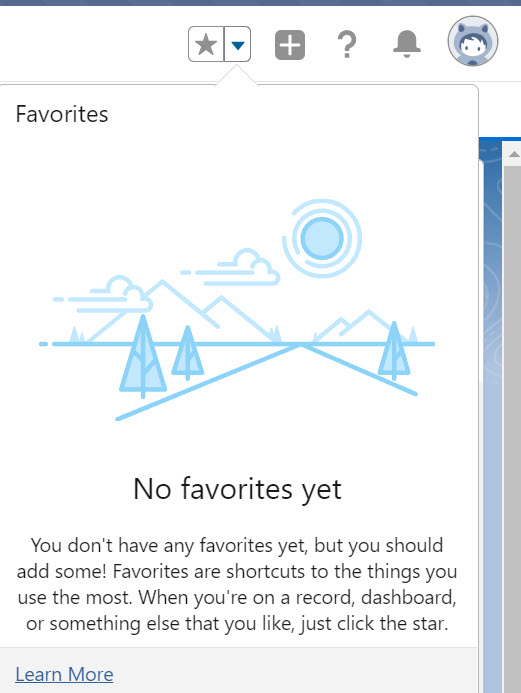 Favorites
No favorites yet
You don't have any favorites yet, but you should
add some! Favorites are shortcuts to the things you
use the most. When you're on a record, dashboard,
or something else that you like, just click the star.
Learn More